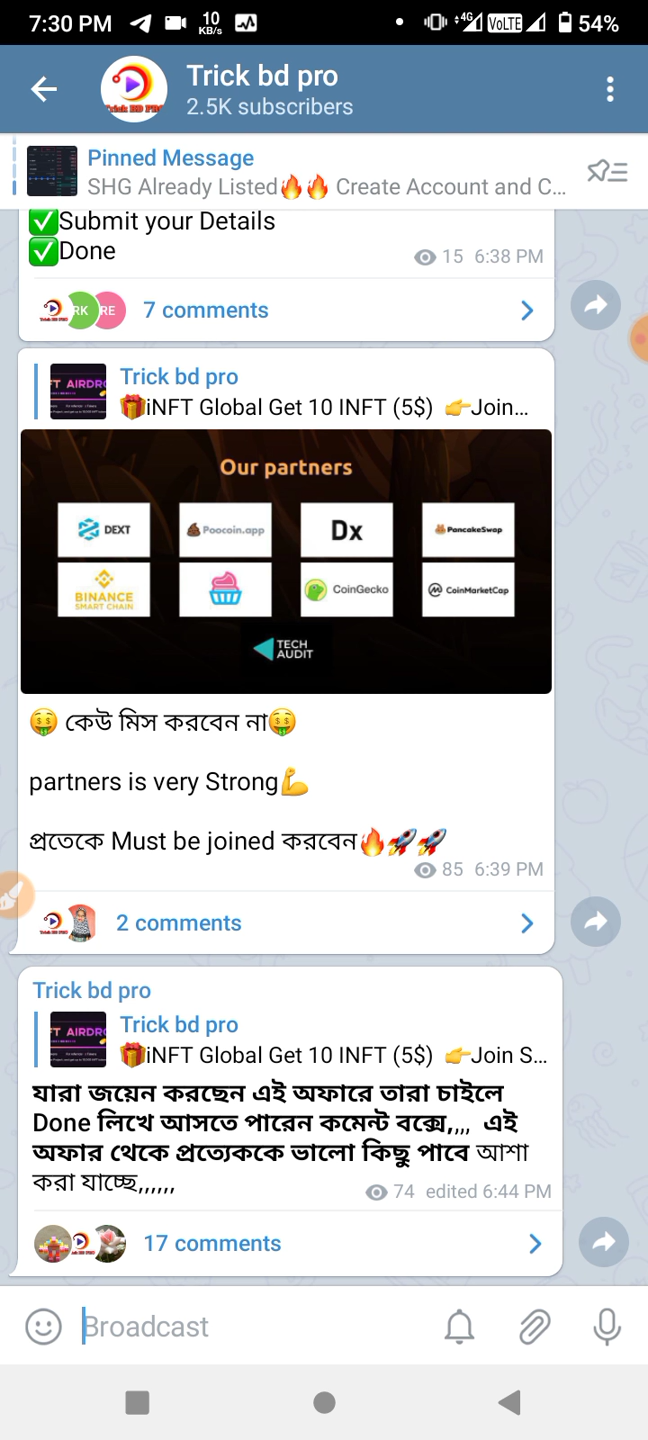 7:30 PM
10
KB/s
4G
VoLTE
54%
Trick bd pro
2.5K subscribers
Pinned Message
SHG Already Listed🔥🔥 Create Account and C...
✅Submit your Details
✅Done
15 6:38 PM
RK
RE
7 comments
Trick bd pro
🎁iNFT Global Get 10 INFT (5$) 👉Join...
Our partners
DEXT
Poocoin.app
Dx
PancakeSwap
BINANCE
SMART CHAIN
CoinGecko
CoinMarketCap
TECH
AUDIT
🤑 কেউ মিস করবেন না🤑
partners is very Strong💪
প্রতেকে Must be joined করবেন🔥🚀🚀
85 6:39 PM
2 comments
Trick bd pro
Trick bd pro
🎁iNFT Global Get 10 INFT (5$) 👉Join S...
যারা জয়েন করছেন এই অফারে তারা চাইলে
Done লিখে আসতে পারেন কমেন্ট বক্সে,,,, এই
অফার থেকে প্রত্যেককে ভালো কিছু পাবে আশা
করা যাচ্ছে,,,,,,
74 edited 6:44 PM
17 comments
Broadcast